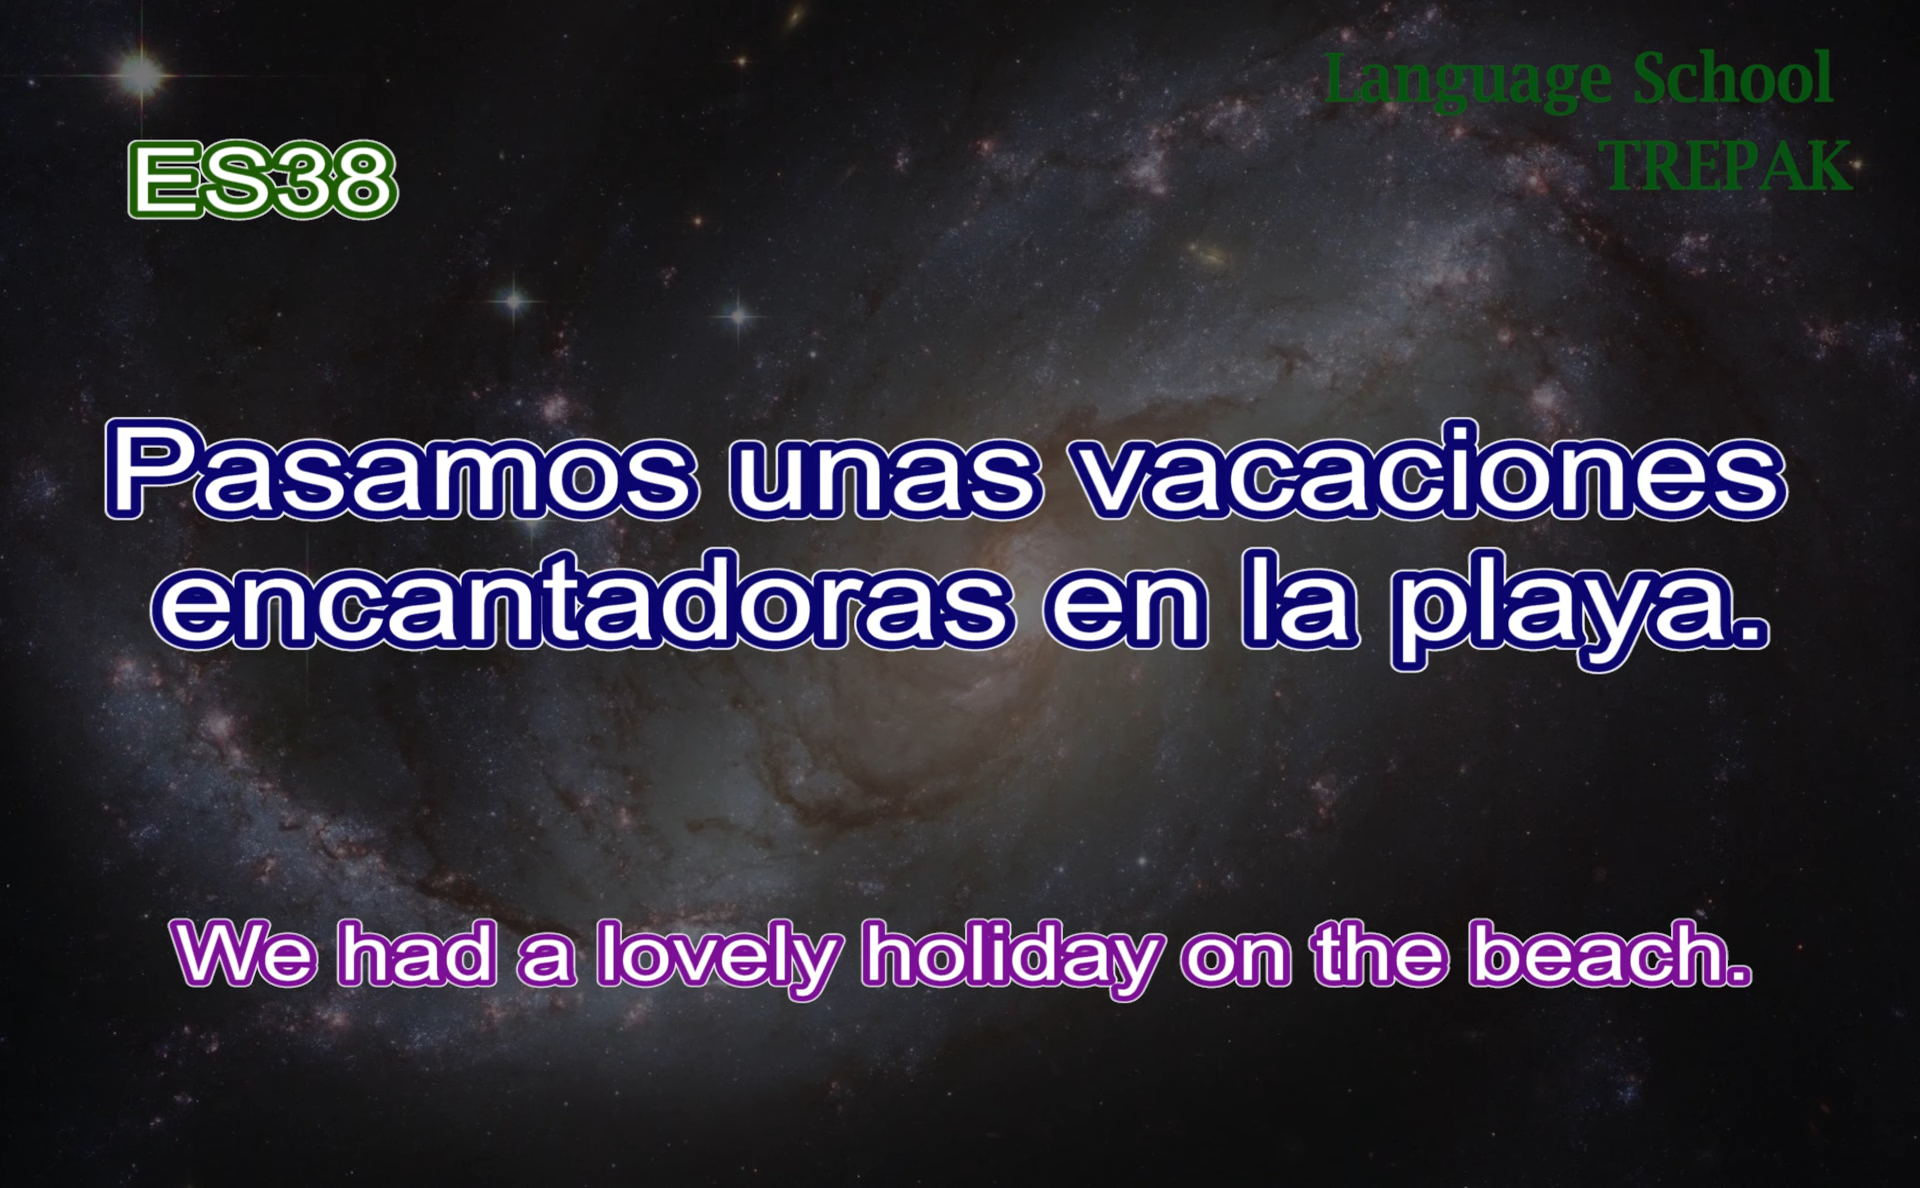 Language School
TREPAK
ES38
Pasamos unas vacaciones
encantadoras en la playa.
We had a lovely holiday on the beach.